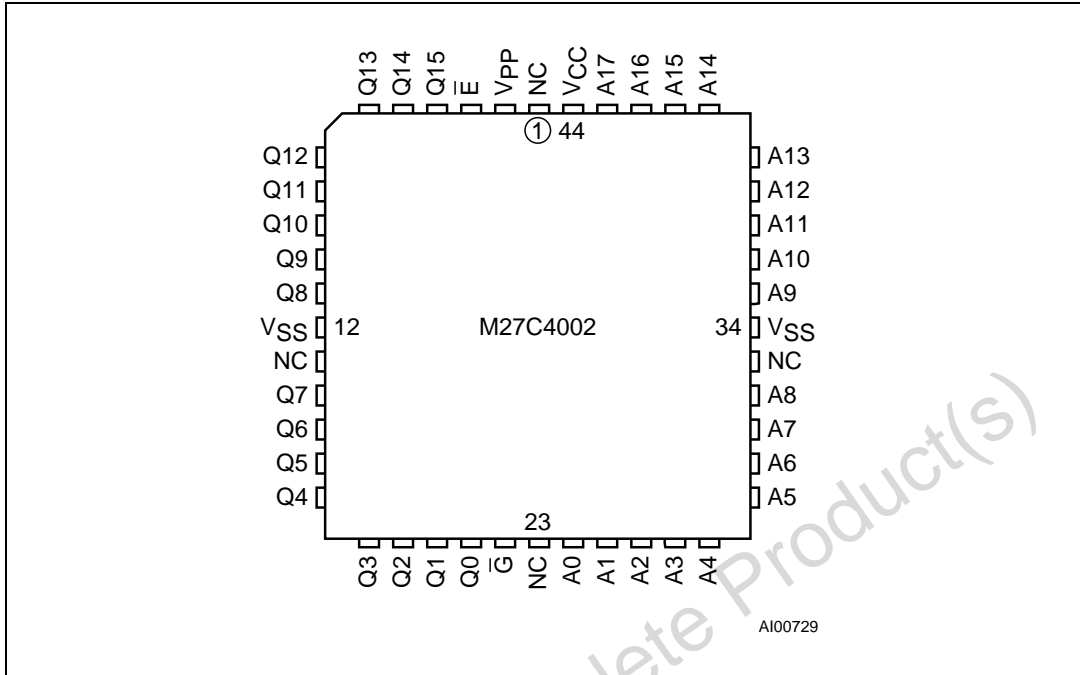 Q13 Q14 Q15 E̅ VPP NC VCC A17 A16 A15 A14
1 44
Q12 A13
Q11 A12
Q10 A11
Q9 A10
Q8 A9
VSS 12 M27C4002 34 VSS
NC NC
Q7 A8
Q6 A7
Q5 A6
Q4 A5
23
Q3 Q2 Q1 Q0 G̅ NC A0 A1 A2 A3 A4
AI00729
lete Product(s)